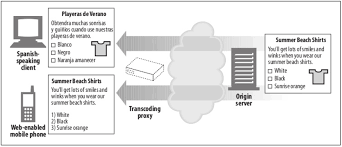 Playeras de Verano
Obtendra muchas sonrisas
y guiños cuando use nuestras
playeras de verano.
Blanco
Negro
Naranja amanecer
Spanish-
speaking
client
Summer Beach Shirts
You'll get lots of smiles and
winks when you wear our
summer beach shirts.
1) White
2) Black
3) Sunrise orange
Web-enabled
mobile phone
Transcoding
proxy
Origin
server
Summer Beach Shirts
You'll get lots of smiles and
winks when you wear our
summer beach shirts.
White
Black
Sunrise orange